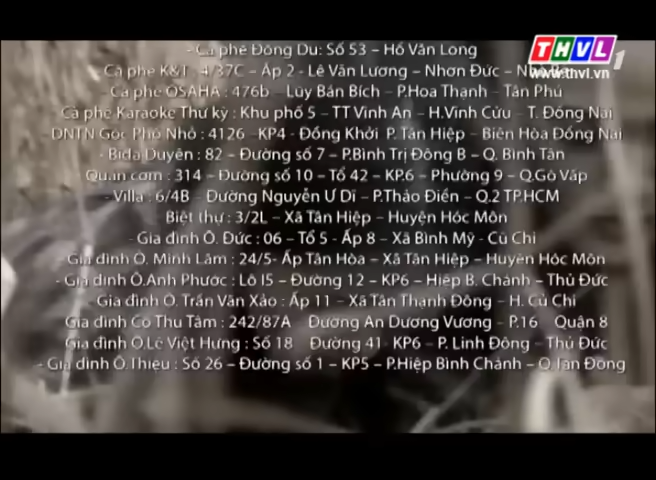 THVL1
www.thvl.vn
- Cà phê Đông Du: Số 53 – Hồ Văn Long
Cà phê K&T : 4/37C – Ấp 2 - Lê Văn Lương – Nhơn Đức –
Cà phê OSAHA : 476b – Lũy Bán Bích – P.Hoà Thạnh – Tân Phú
Cà phê Karaoke Thư kỳ : Khu phố 5 – TT Vĩnh An – H.Vĩnh Cửu – T. Đồng Nai
DNTN Góc Phố Nhỏ : 4126 – KP4 - Đồng Khởi P. Tân Hiệp – Biên Hòa Đồng Nai
- Bida Duyên : 82 – Đường số 7 – P.Bình Trị Đông B – Q. Bình Tân
Quán cơm : 314 – Đường số 10 – Tổ 42 – KP.6 – Phường 9 – Q.Gò Vấp
- Villa : 6/4B – Đường Nguyễn Ư Dĩ – P.Thảo Điền – Q.2 TP.HCM
Biệt thự : 3/2L – Xã Tân Hiệp – Huyện Hóc Môn
- Gia đình Ô. Đức : 06 – Tổ 5 - Ấp 8 – Xã Bình Mỹ - Củ Chi
Gia đình Ô. Minh Lâm : 24/5- Ấp Tân Hòa – Xã Tân Hiệp – Huyện Hóc Môn
- Gia đình Ô.Anh Phước : Lô I5 – Đường 12 – KP6 – Hiệp B. Chánh – Thủ Đức
Gia đình Ô. Trần Văn Xảo : Ấp 11 – Xã Tân Thạnh Đông – H. Củ Chi
Gia đình Cô Thu Tâm : 242/87A Đường An Dương Vương – P.16 Quận 8
Gia đình Ô.Lê Việt Hưng : Số 18 Đường 41 KP6 – P. Linh Đông – Thủ Đức
- Gia đình Ô.Thiệu : Số 26 – Đường số 1 – KP5 – P.Hiệp Bình Chánh –